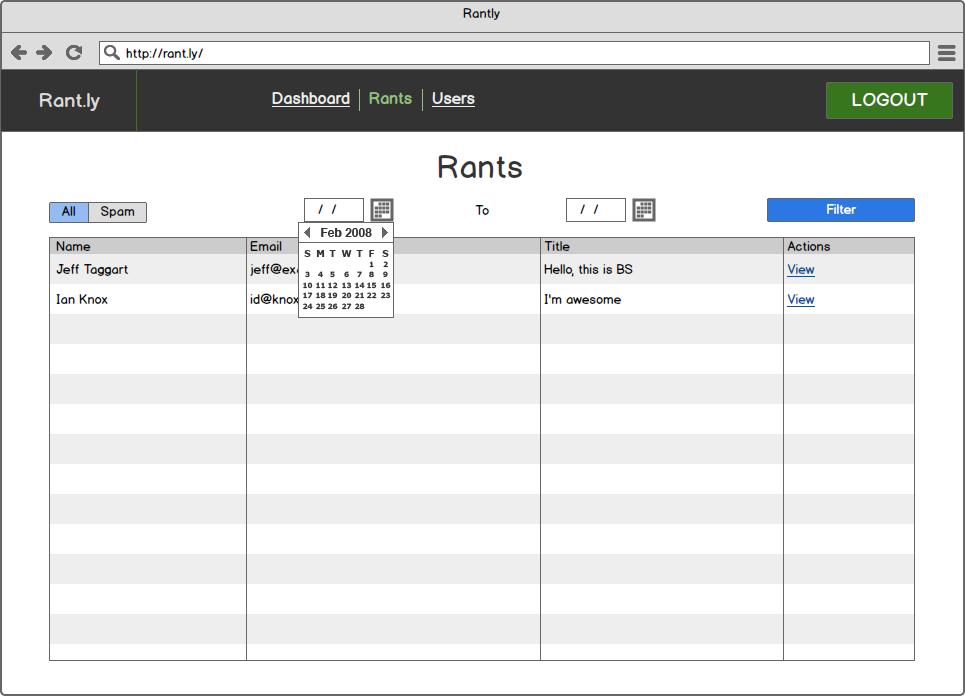 Rantly
http://rant.ly/
Rant.ly Dashboard Rants Users LOGOUT
Rants
All Spam / / To / / Filter
Feb 2008
S M T W T F S
1 2
3 4 5 6 7 8 9
10 11 12 13 14 15 16
17 18 19 20 21 22 23
24 25 26 27 28
Name Email Title Actions
Jeff Taggart jeff@ex Hello, this is BS View
Ian Knox id@knox I'm awesome View